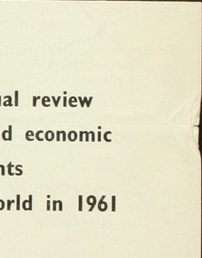 ual review
d economic
nts
orld in 1961